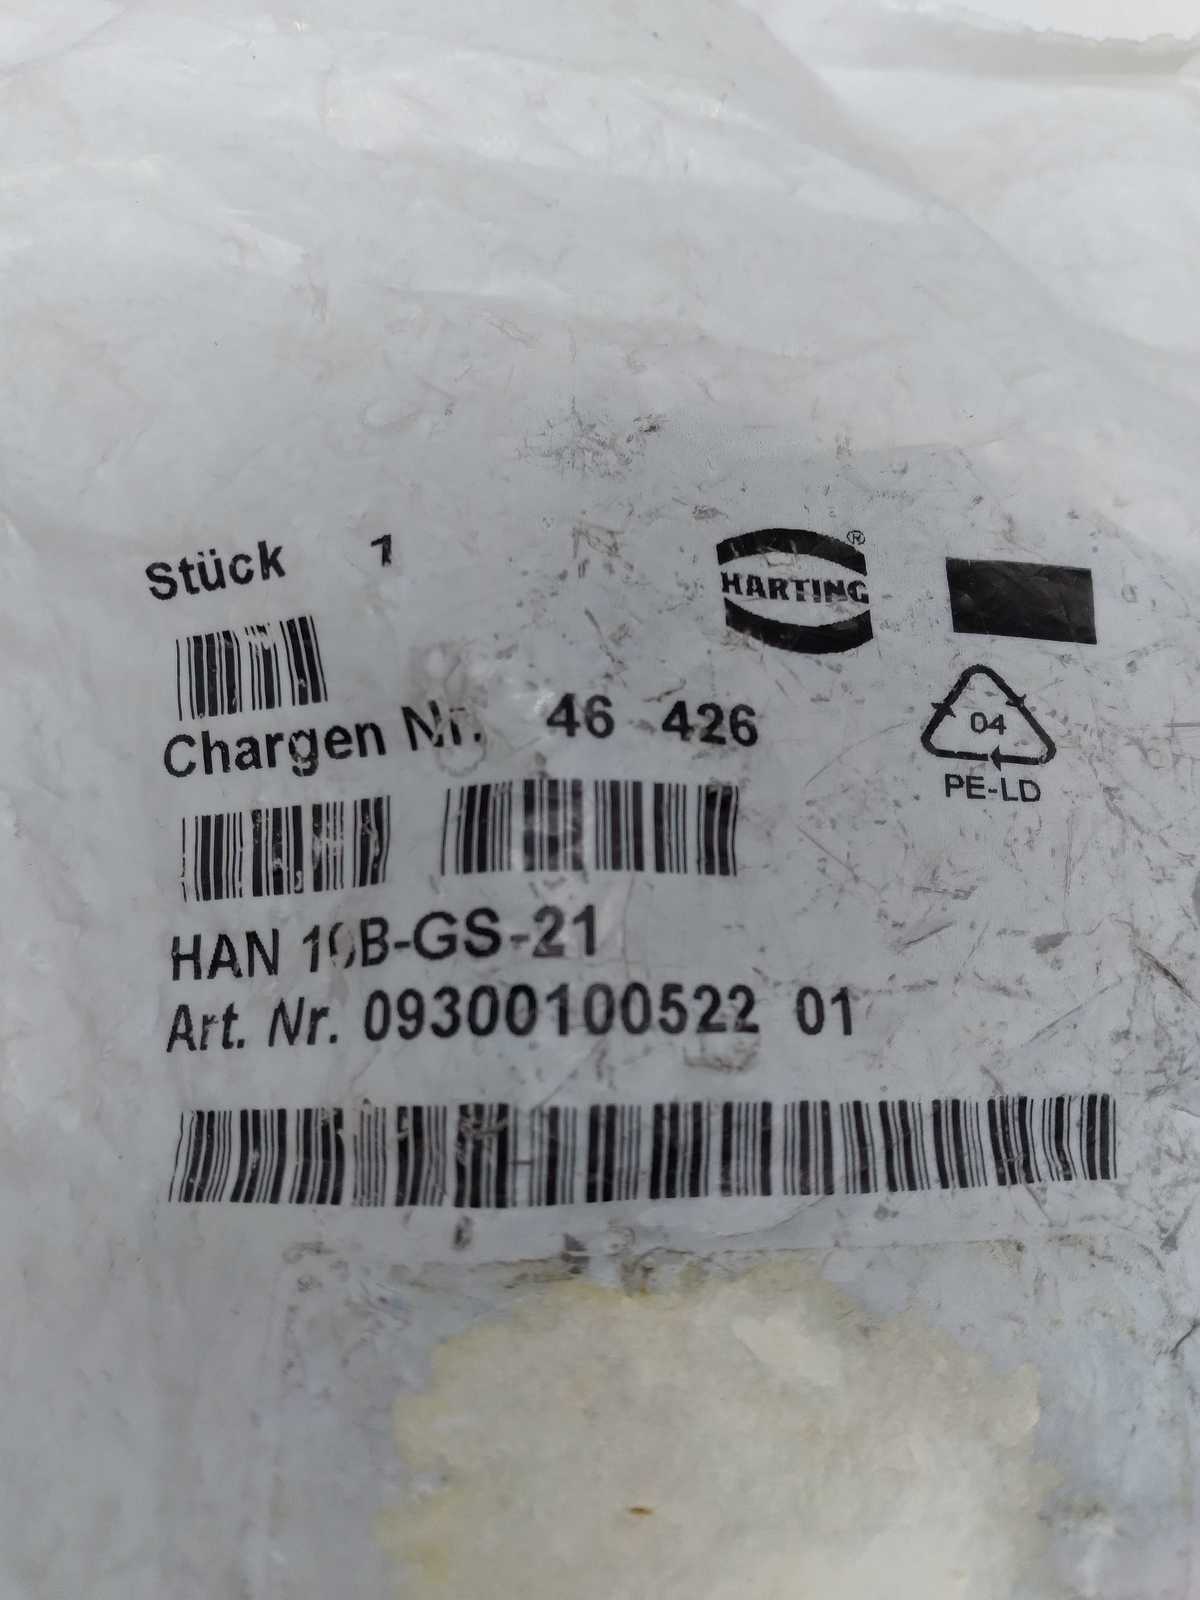 Stück 1
HARTING®
Chargen Nr. 46 426
04
PE-LD
HAN 10B-GS-21
Art. Nr. 09300100522 01